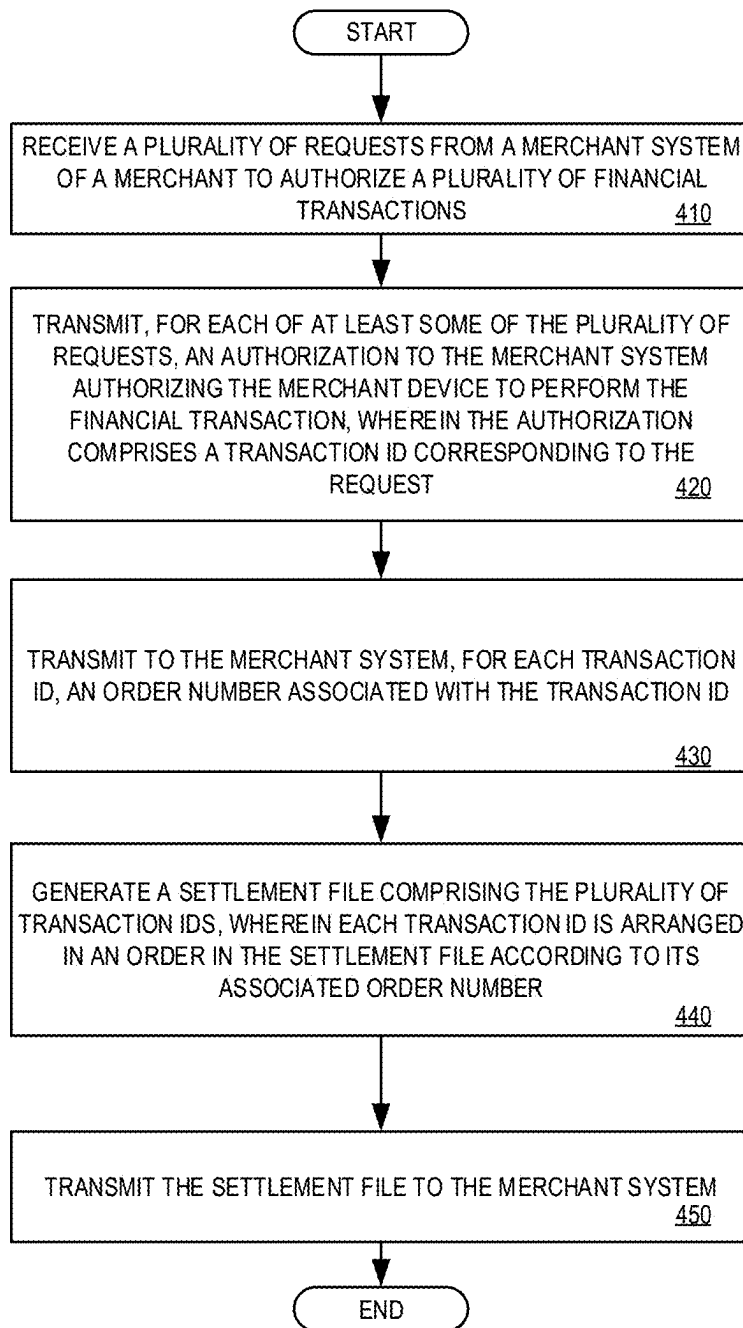 START
RECEIVE A PLURALITY OF REQUESTS FROM A MERCHANT SYSTEM
OF A MERCHANT TO AUTHORIZE A PLURALITY OF FINANCIAL
TRANSACTIONS
410
TRANSMIT, FOR EACH OF AT LEAST SOME OF THE PLURALITY OF
REQUESTS, AN AUTHORIZATION TO THE MERCHANT SYSTEM
AUTHORIZING THE MERCHANT DEVICE TO PERFORM THE
FINANCIAL TRANSACTION, WHEREIN THE AUTHORIZATION
COMPRISES A TRANSACTION ID CORRESPONDING TO THE
REQUEST
420
TRANSMIT TO THE MERCHANT SYSTEM, FOR EACH TRANSACTION
ID, AN ORDER NUMBER ASSOCIATED WITH THE TRANSACTION ID
430
GENERATE A SETTLEMENT FILE COMPRISING THE PLURALITY OF
TRANSACTION IDS, WHEREIN EACH TRANSACTION ID IS ARRANGED
IN AN ORDER IN THE SETTLEMENT FILE ACCORDING TO ITS
ASSOCIATED ORDER NUMBER
440
TRANSMIT THE SETTLEMENT FILE TO THE MERCHANT SYSTEM
450
END